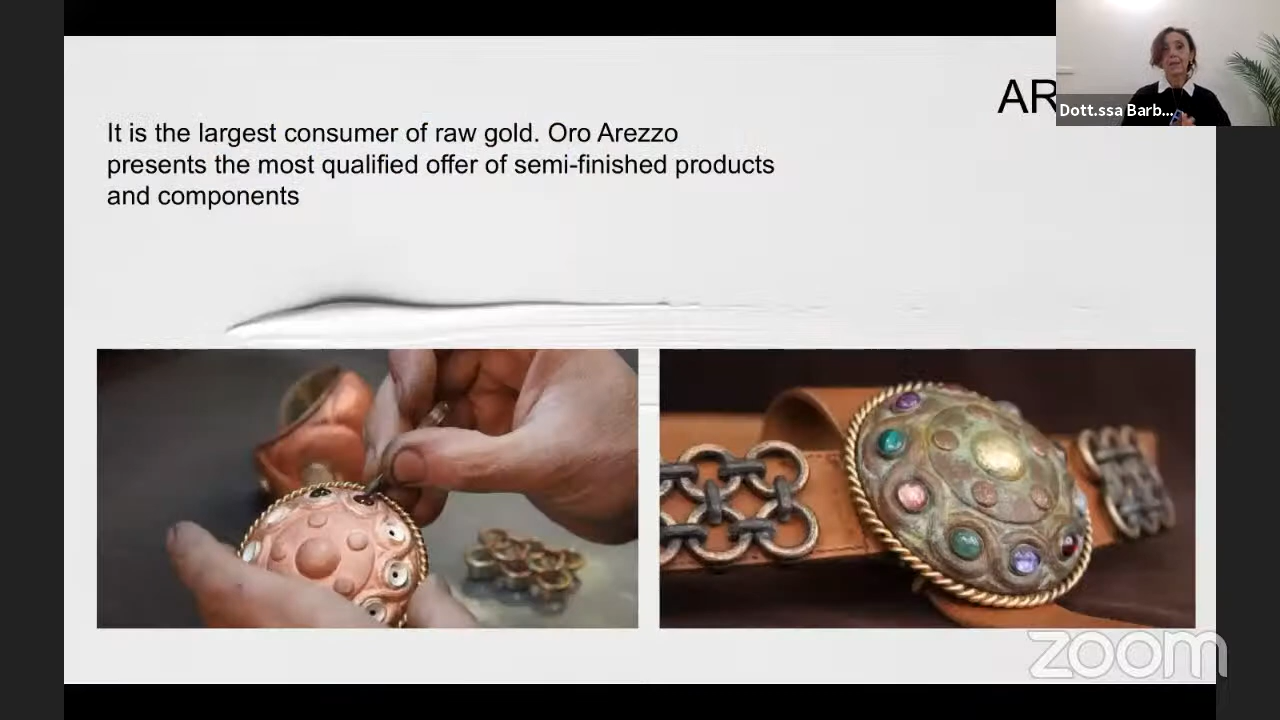 AR
Dott.ssa Barb...
It is the largest consumer of raw gold. Oro Arezzo
presents the most qualified offer of semi-finished products
and components
zoom